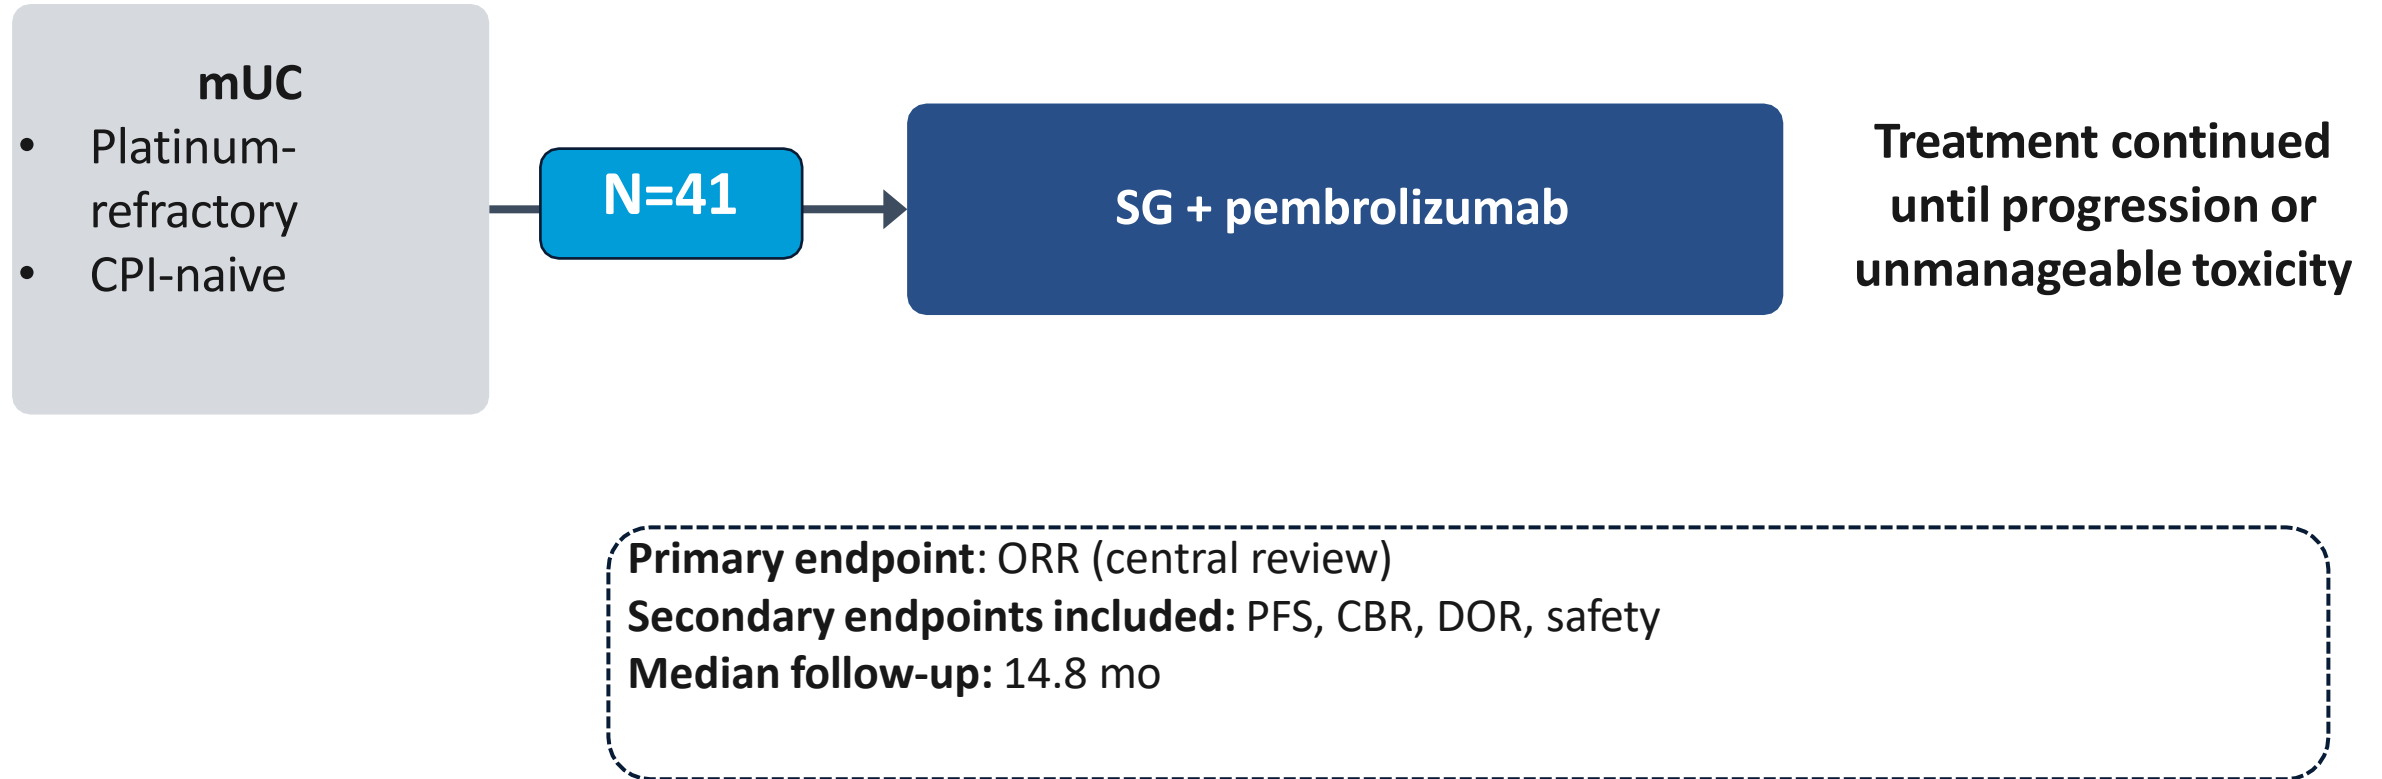 mUC
• Platinum-
refractory
• CPI-naive
N=41
SG + pembrolizumab
Treatment continued
until progression or
unmanageable toxicity
Primary endpoint: ORR (central review)
Secondary endpoints included: PFS, CBR, DOR, safety
Median follow-up: 14.8 mo